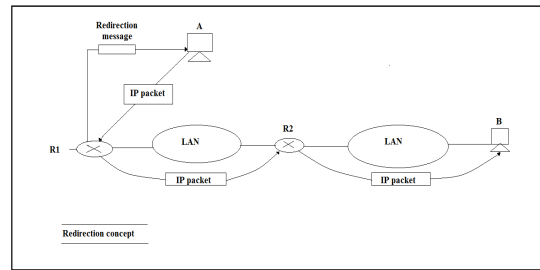 Redirection
message
A
IP packet
R1
LAN
R2
LAN
B
IP packet
IP packet
Redirection concept